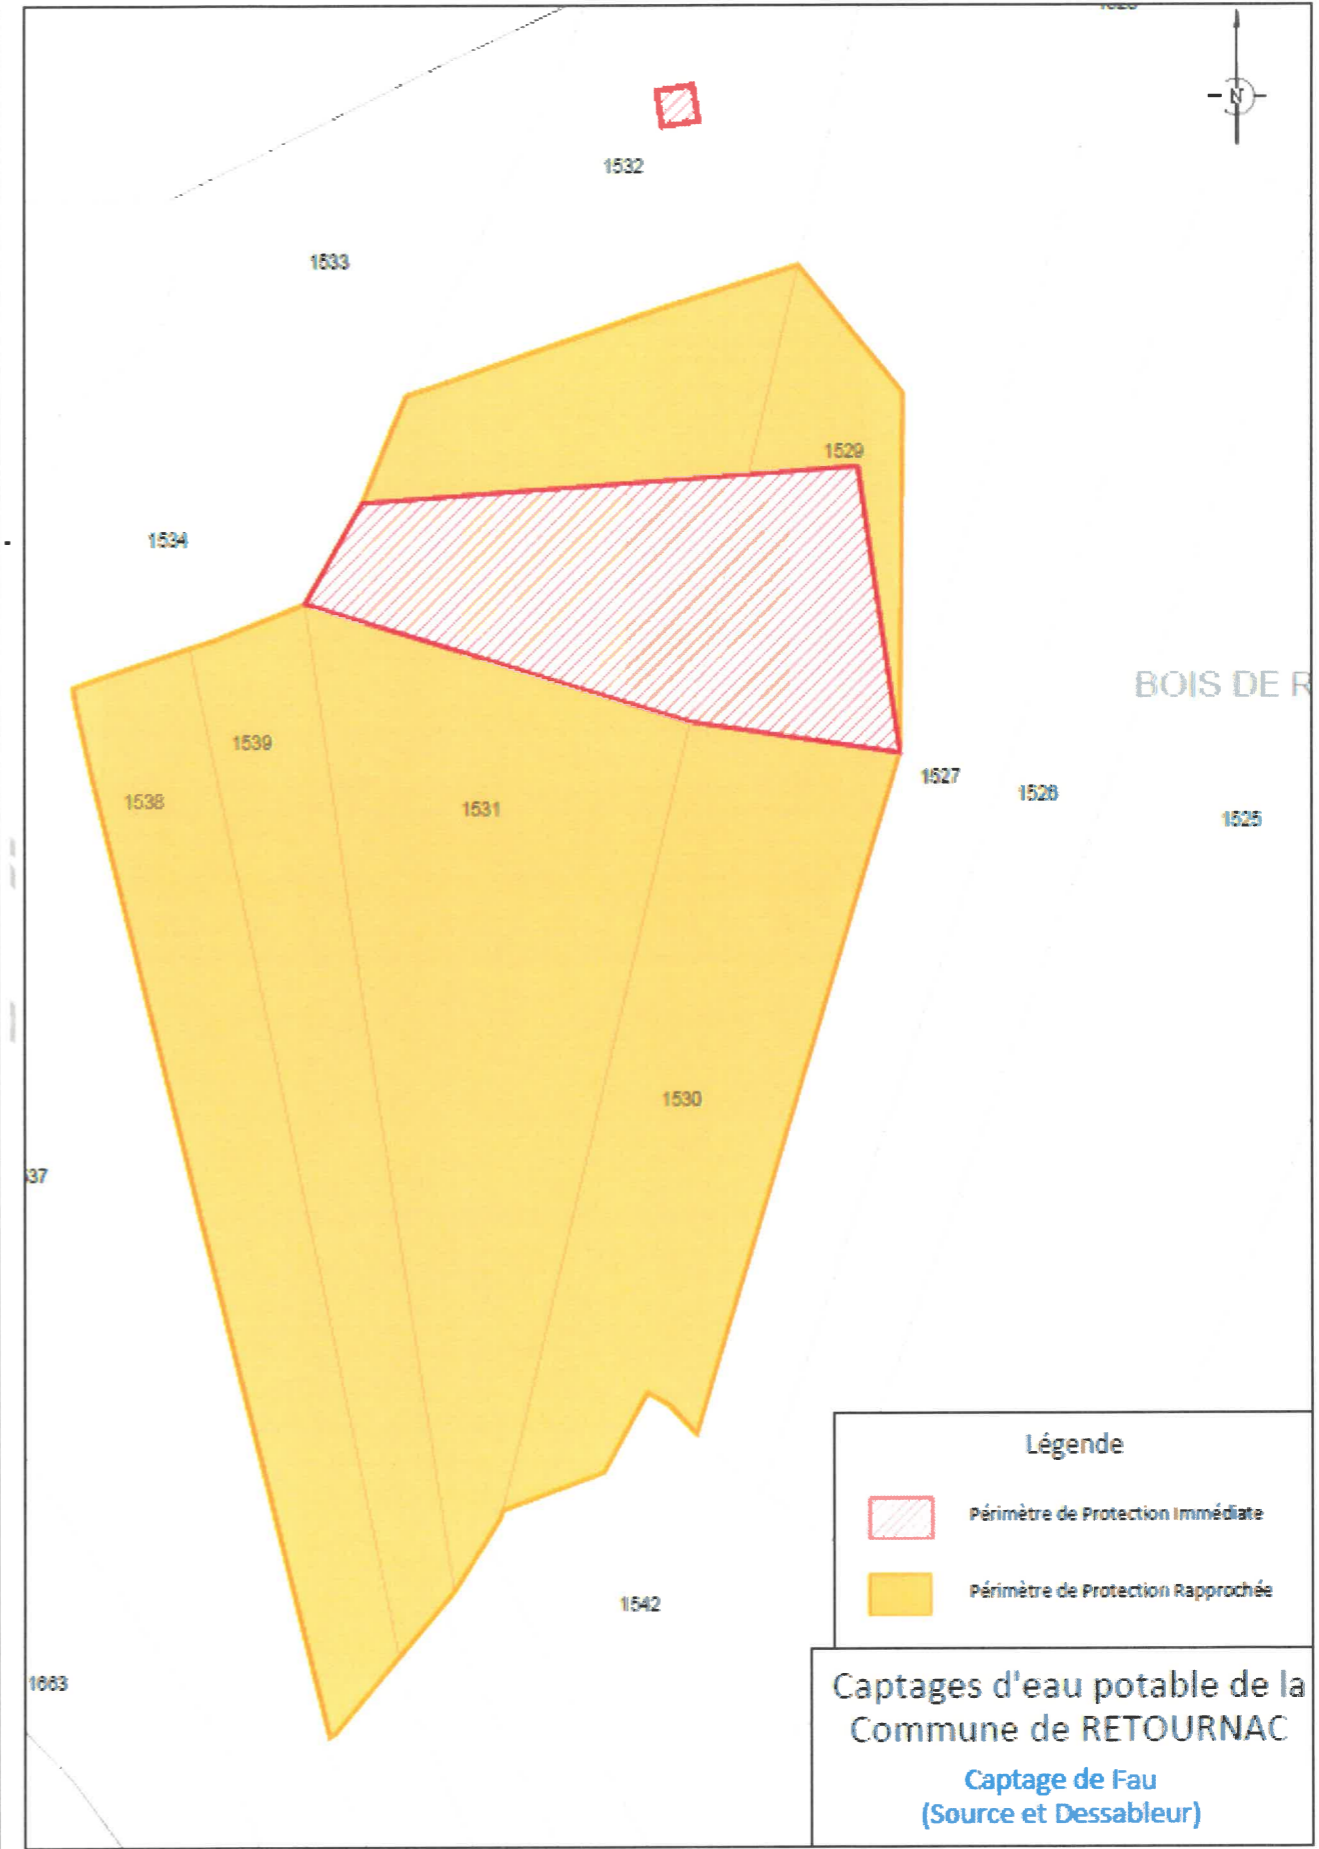 N
1532
1533
1529
1534
BOIS DE R
1539
1527
1526
1538
1531
1525
1530
37
Légende
Périmètre de Protection Immédiate
Périmètre de Protection Rapprochée
1542
1663
Captages d'eau potable de la
Commune de RETOURNAC
Captage de Fau
(Source et Dessableur)